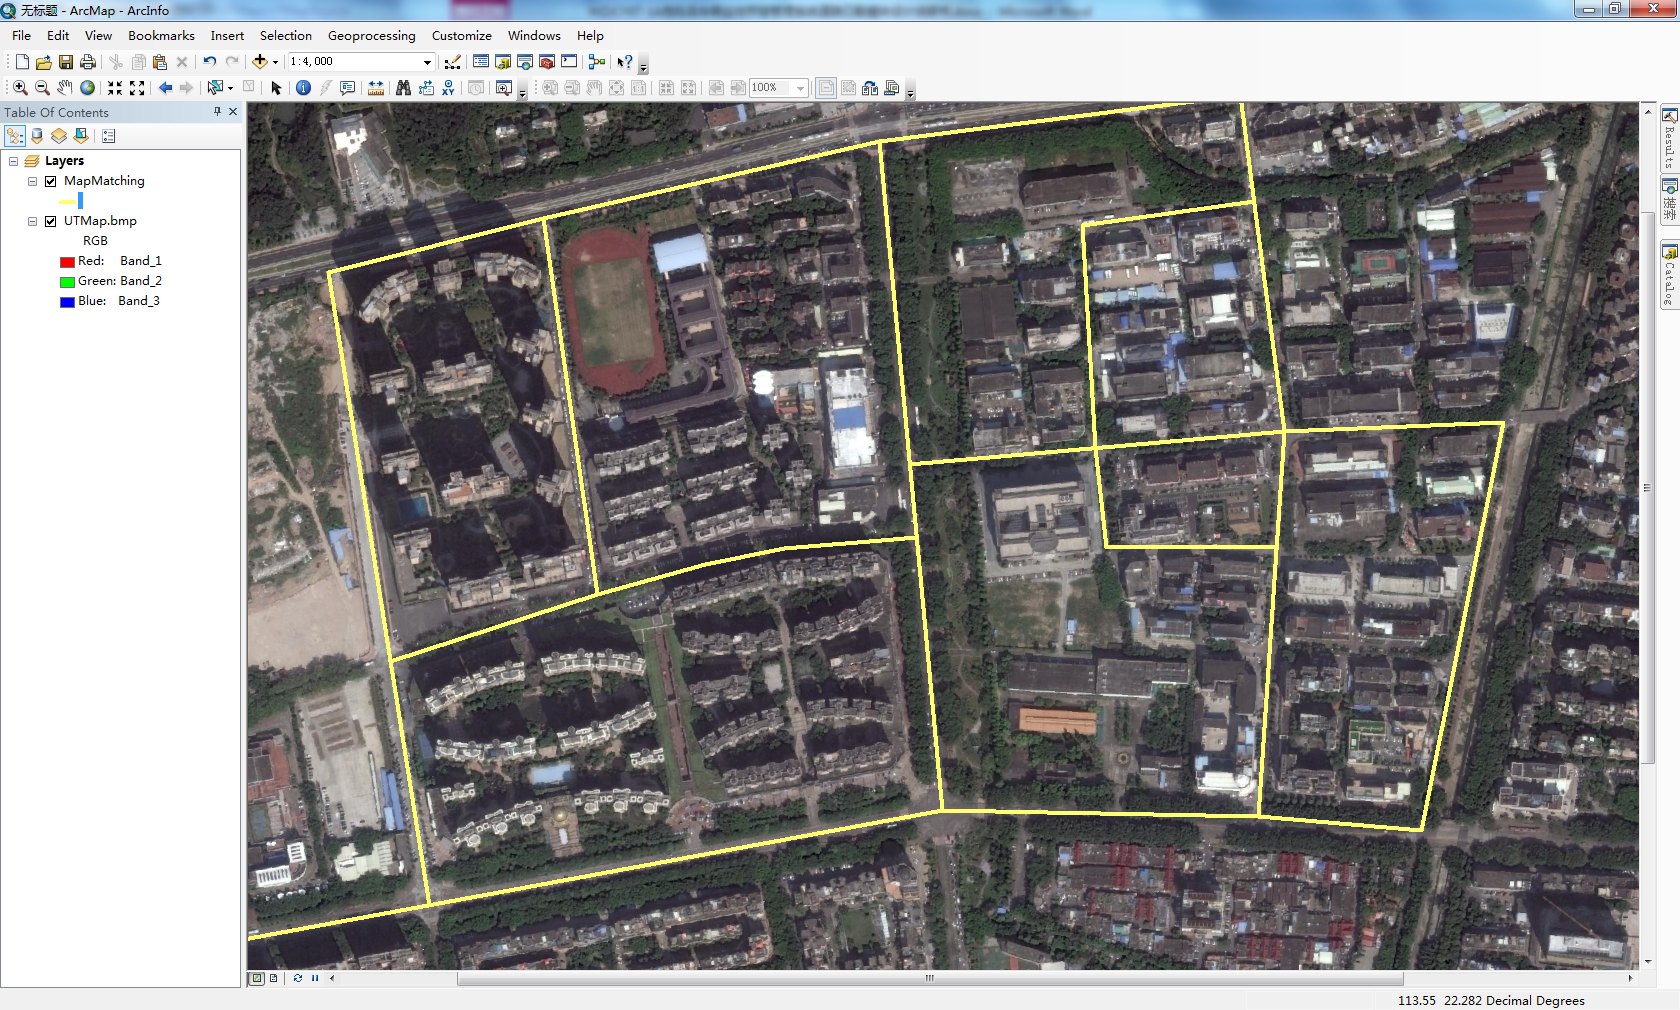 无标题 - ArcMap - ArcInfo
File Edit View Bookmarks Insert Selection Geoprocessing Customize Windows Help
1:4,000
100%
Table Of Contents
Layers
MapMatching
UTMap.bmp
RGB
Red: Band_1
Green: Band_2
Blue: Band_3
Results
搜索
Catalog
113.55 22.282 Decimal Degrees